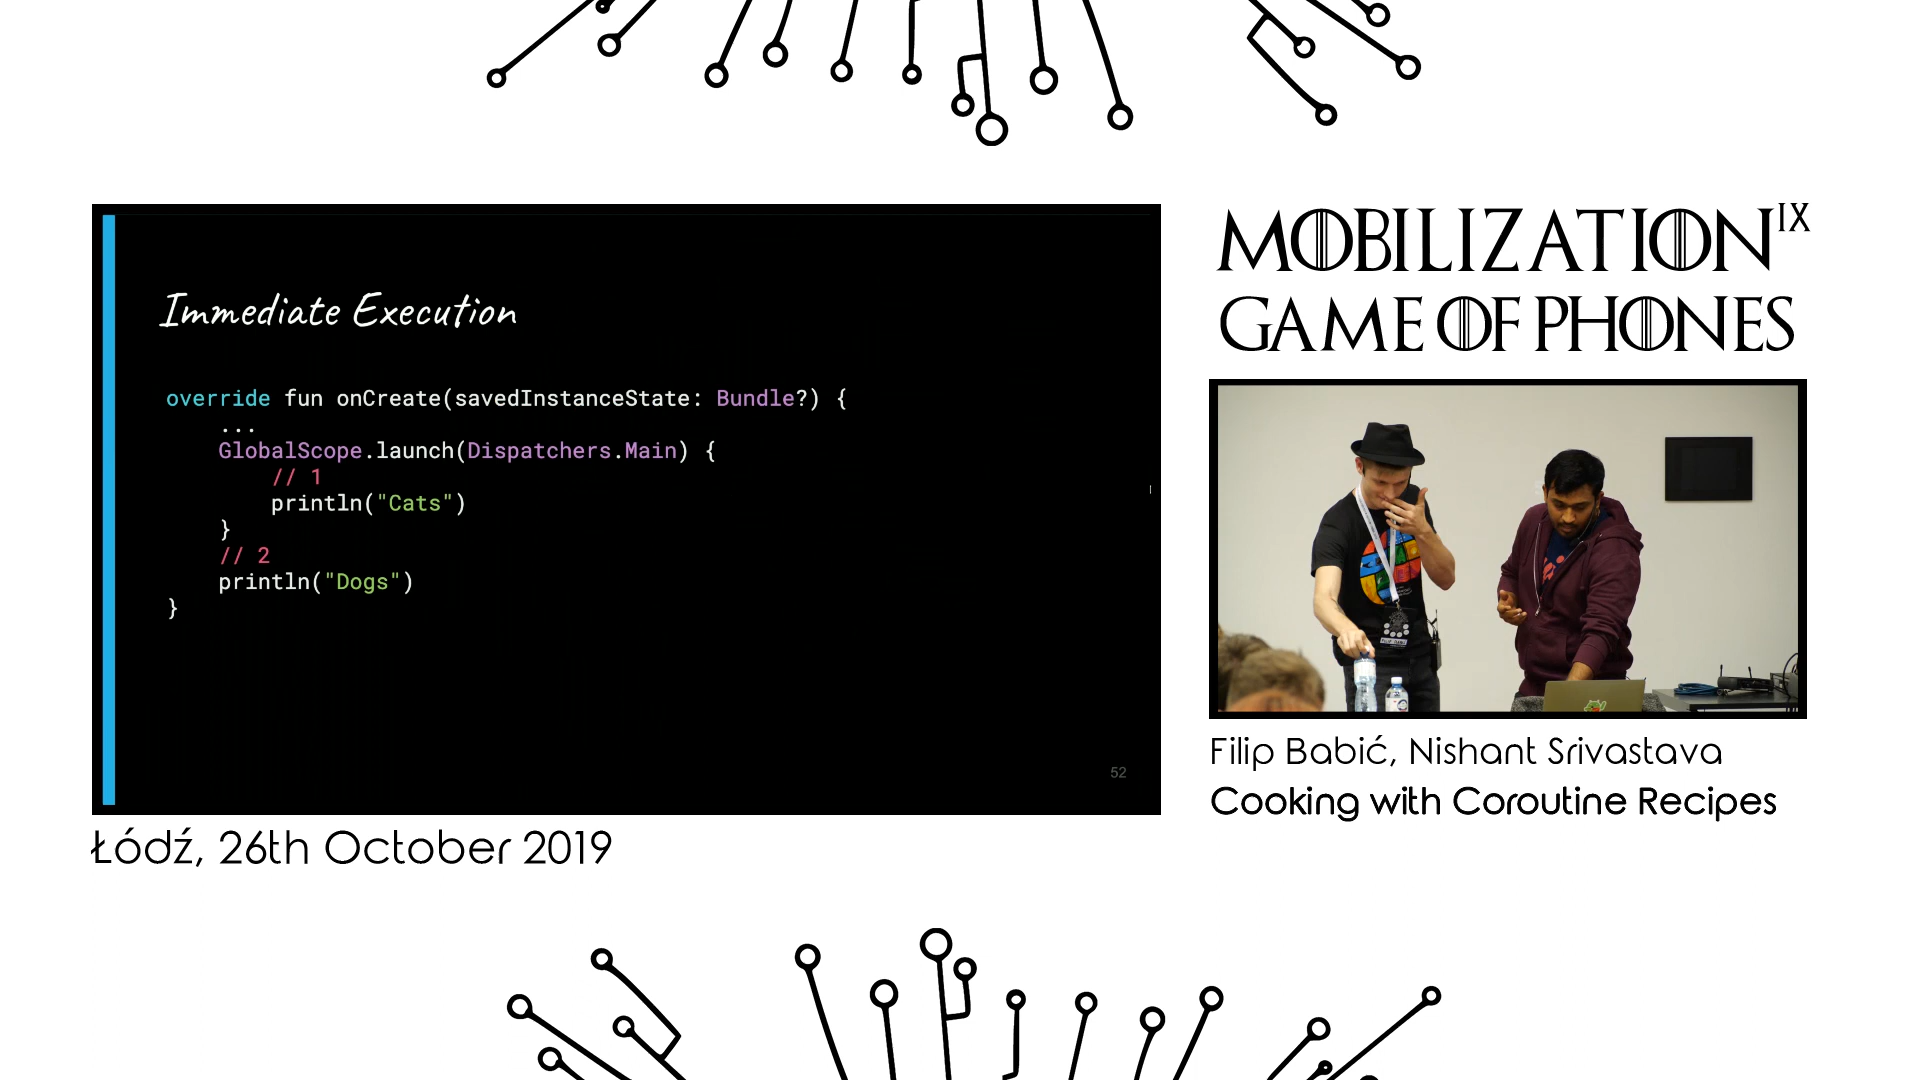 MOBILIZATION IX
GAME OF PHONES
Immediate Execution
override fun onCreate(savedInstanceState: Bundle?) {
...
GlobalScope.launch(Dispatchers.Main) {
// 1
println("Cats")
}
// 2
println("Dogs")
}
52
Filip Babić, Nishant Srivastava
Cooking with Coroutine Recipes
Łódź, 26th October 2019